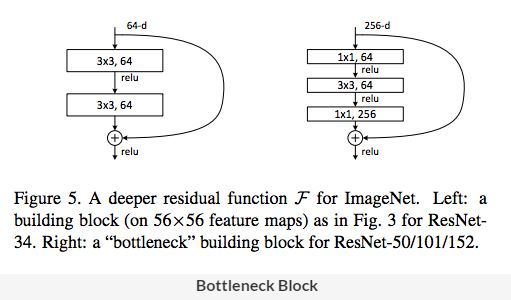 64-d
3x3, 64
relu
3x3, 64
relu
256-d
1x1, 64
relu
3x3, 64
relu
1x1, 256
relu
Figure 5. A deeper residual function F for ImageNet. Left: a
building block (on 56×56 feature maps) as in Fig. 3 for ResNet-
34. Right: a “bottleneck” building block for ResNet-50/101/152.
Bottleneck Block